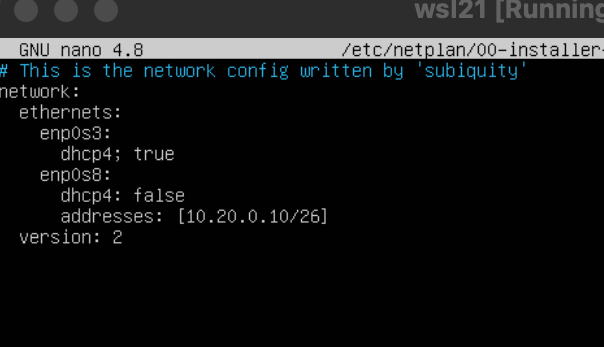 wsl21 [Running
GNU nano 4.8 /etc/netplan/00-installer-
# This is the network config written by 'subiquity'
network:
  ethernets:
    enp0s3:
      dhcp4; true
    enp0s8:
      dhcp4: false
      addresses: [10.20.0.10/26]
  version: 2